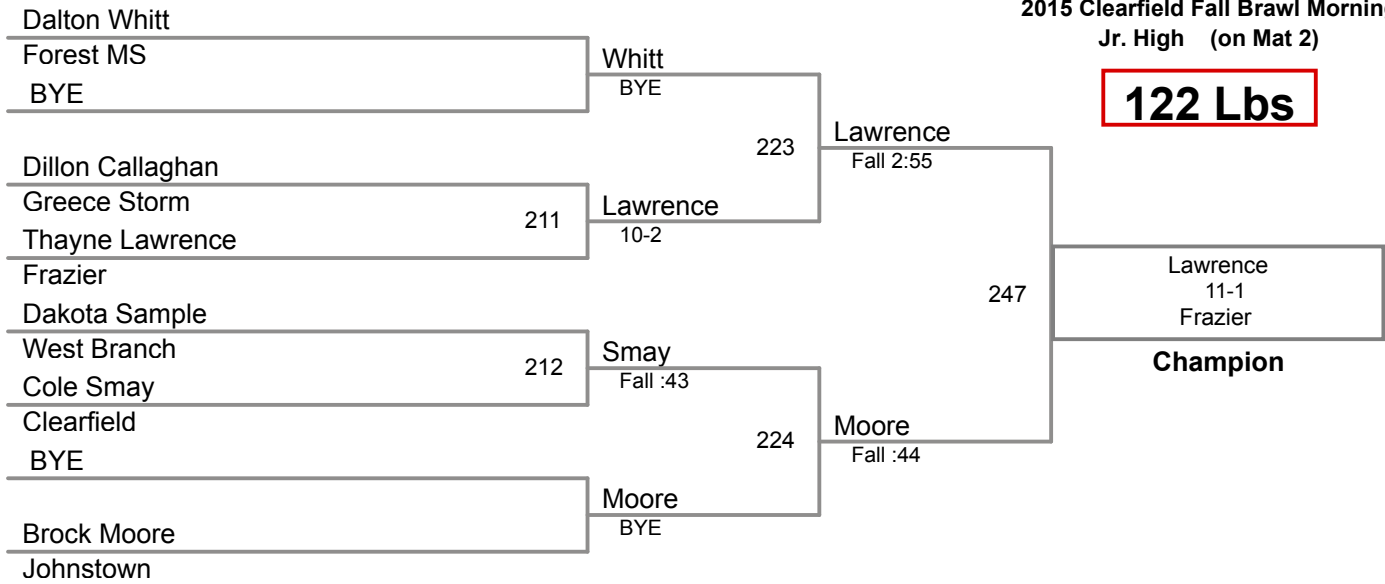 2015 Clearfield Fall Brawl Mornin
Jr. High (on Mat 2)
122 Lbs
Dalton Whitt
Forest MS
BYE
Dillon Callaghan
Greece Storm
Thayne Lawrence
Frazier
Dakota Sample
West Branch
Cole Smay
Clearfield
BYE
Brock Moore
Johnstown
Whitt
BYE
211
Lawrence
10-2
212
Smay
Fall :43
Moore
BYE
223
Lawrence
Fall 2:55
224
Moore
Fall :44
247
Lawrence
11-1
Frazier
Champion